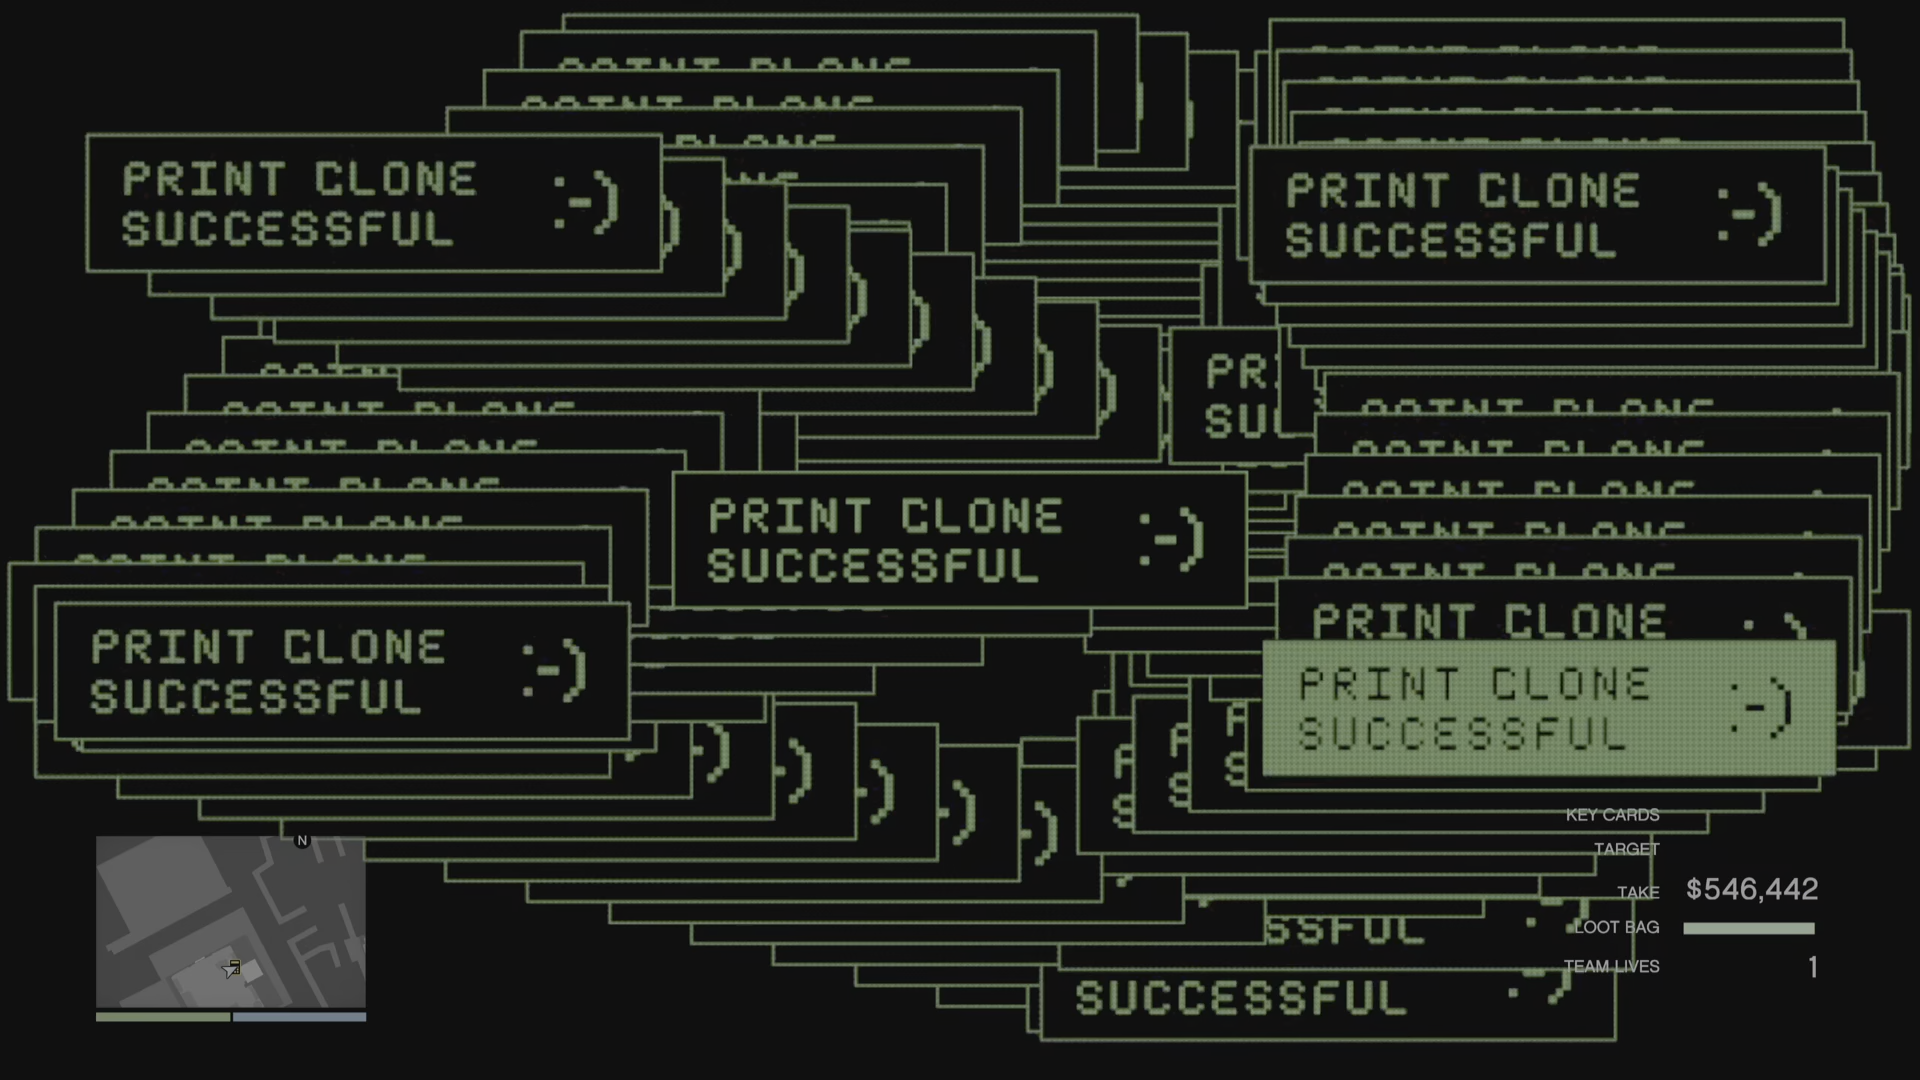 PRINT CLONE
SUCCESSFUL :-)
PRINT CLONE
SUCCESSFUL :-)
PRINT CLONE
SUCCESSFUL :-)
PRINT CLONE
SUCCESSFUL :-)
PRINT CLONE
PRINT CLONE
SUCCESSFUL :-)
KEY CARDS
TARGET
TAKE $546,442
LOOT BAG
TEAM LIVES 1
SUCCESSFUL
N